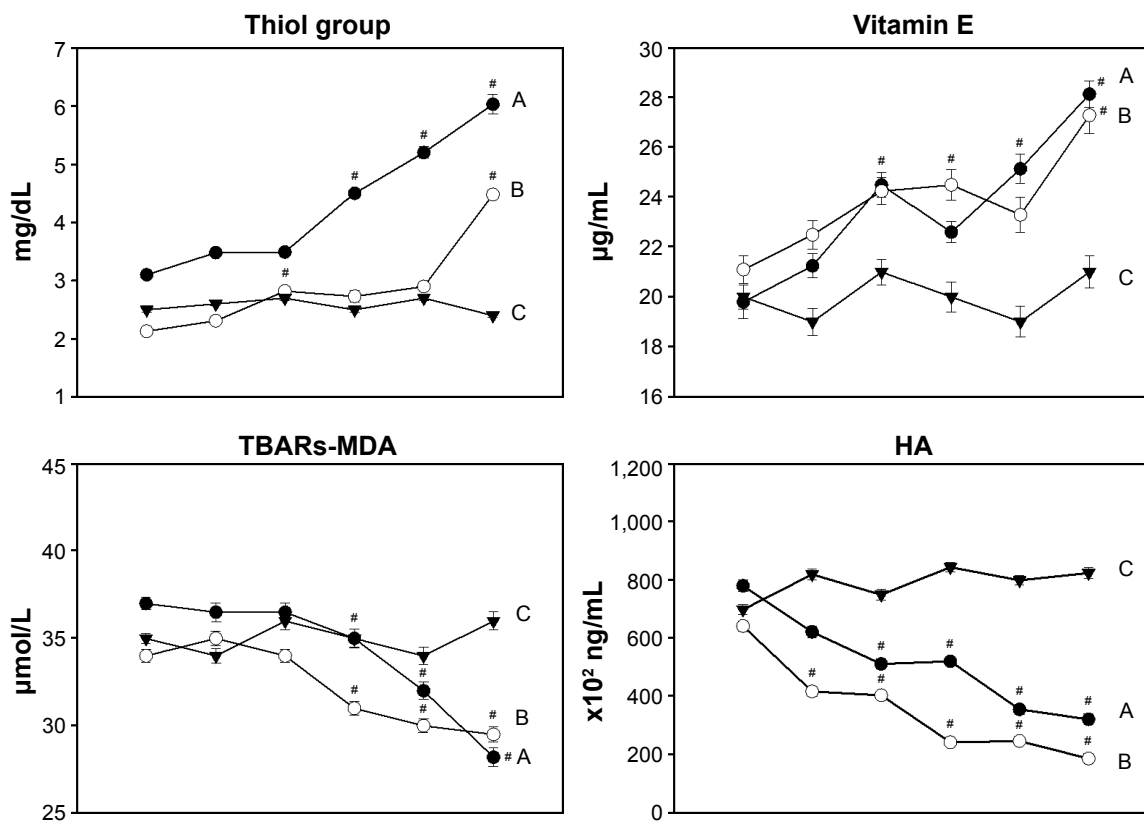 Thiol group
7
6
5
4
3
2
1
mg/dL
#
#
#
#
#
A
B
C
Vitamin E
30
28
26
24
22
20
18
16
µg/mL
#
#
#
#
#
A
B
C
TBARs-MDA
45
40
35
30
25
µmol/L
#
#
#
#
#
#
C
B
A
HA
1,200
1,000
800
600
400
200
0
x10² ng/mL
#
#
#
#
#
#
#
#
#
C
A
B